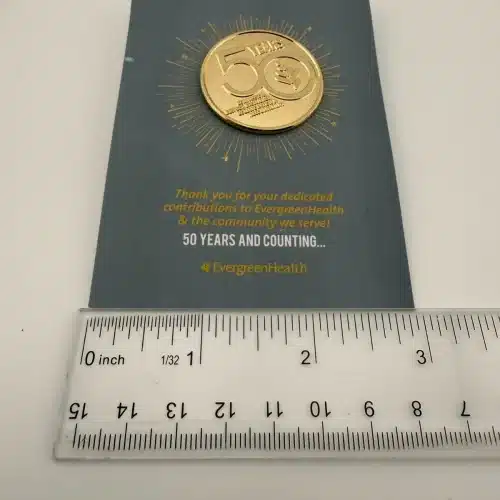 50 YEARS
Thank you for your dedicated
contributions to EvergreenHealth
& the community we serve!
50 YEARS AND COUNTING...
EvergreenHealth
0 inch 1/32 1 2 3
15 14 13 12 11 10 9 8 7